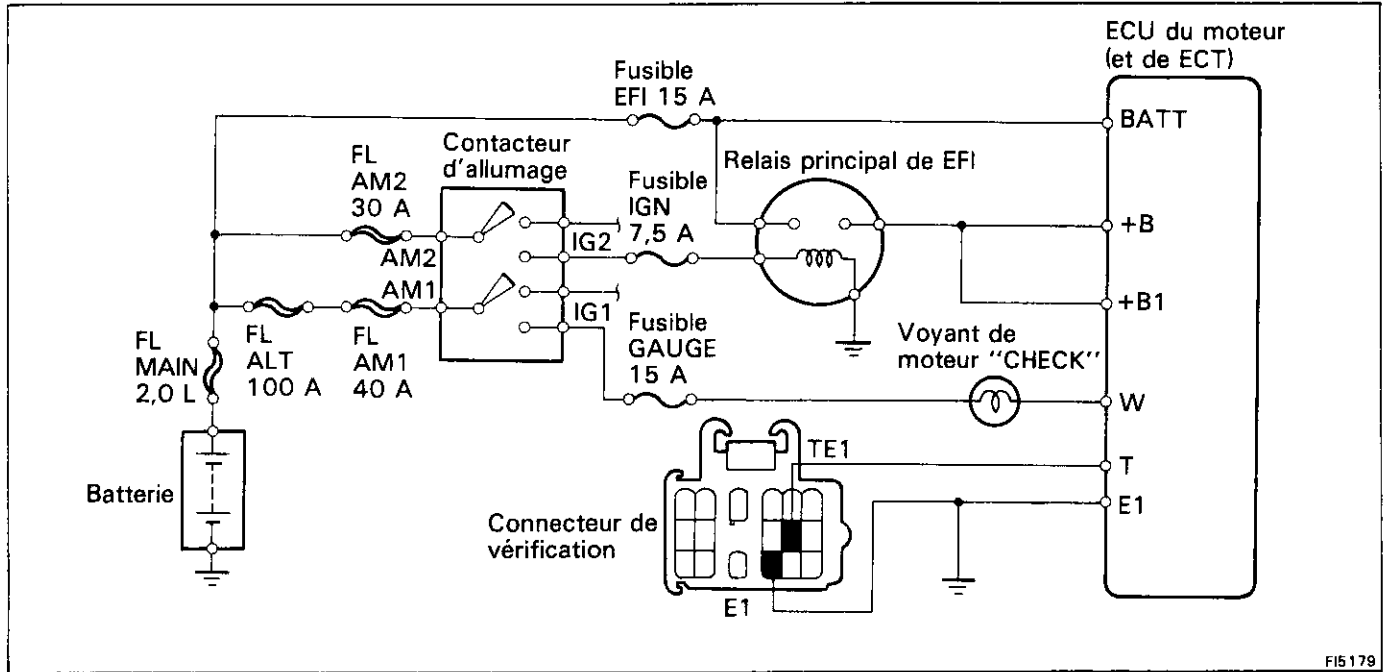 ECU du moteur
(et de ECT)
Fusible
EFI 15 A
BATT
Contacteur
d'allumage
Relais principal de EFI
FL
AM2
30 A
Fusible
IGN
7,5 A
+B
IG2
AM2
AM1
IG1
+B1
FL
MAIN
2,0 L
FL
ALT
100 A
FL
AM1
40 A
Fusible
GAUGE
15 A
Voyant de
moteur "CHECK"
W
TE1
T
Batterie
Connecteur de
vérification
E1
E1
FI5179